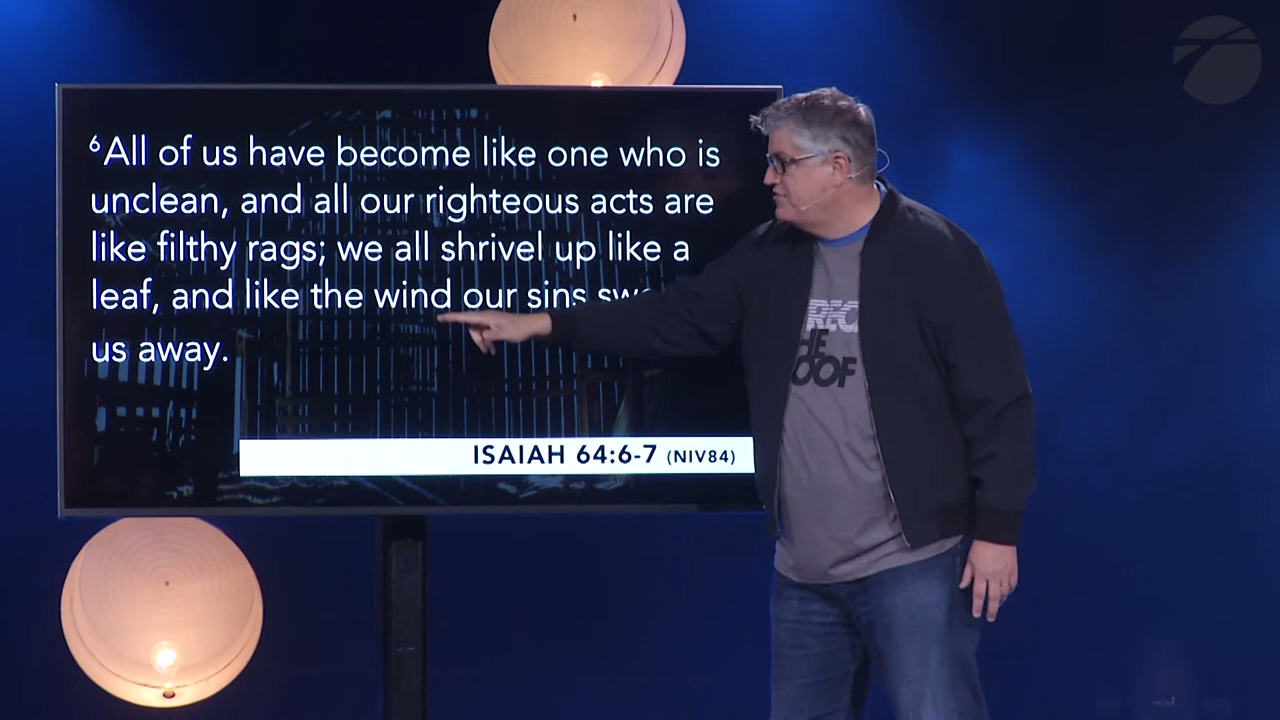 ⁶All of us have become like one who is
unclean, and all our righteous acts are
like filthy rags; we all shrivel up like a
leaf, and like the wind our sins
us away.
ISAIAH 64:6-7 (NIV84)
HE
OOF